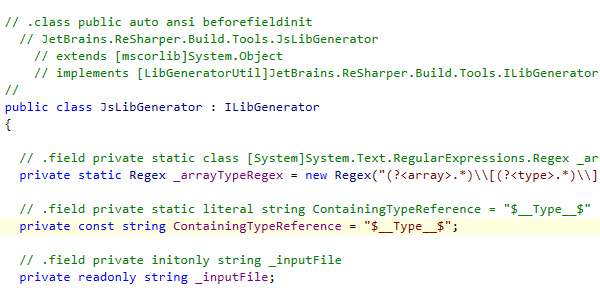 // .class public auto ansi beforefieldinit
// JetBrains.ReSharper.Build.Tools.JsLibGenerator
// extends [mscorlib]System.Object
// implements [LibGeneratorUtil]JetBrains.ReSharper.Build.Tools.ILibGenerator
//
public class JsLibGenerator : ILibGenerator
{
// .field private static class [System]System.Text.RegularExpressions.Regex _ar
private static Regex _arrayTypeRegex = new Regex("(?<array>.*)\\[(?<type>.*)\\]
// .field private static literal string ContainingTypeReference = "$__Type__$"
private const string ContainingTypeReference = "$__Type__$";
// .field private initonly string _inputFile
private readonly string _inputFile;